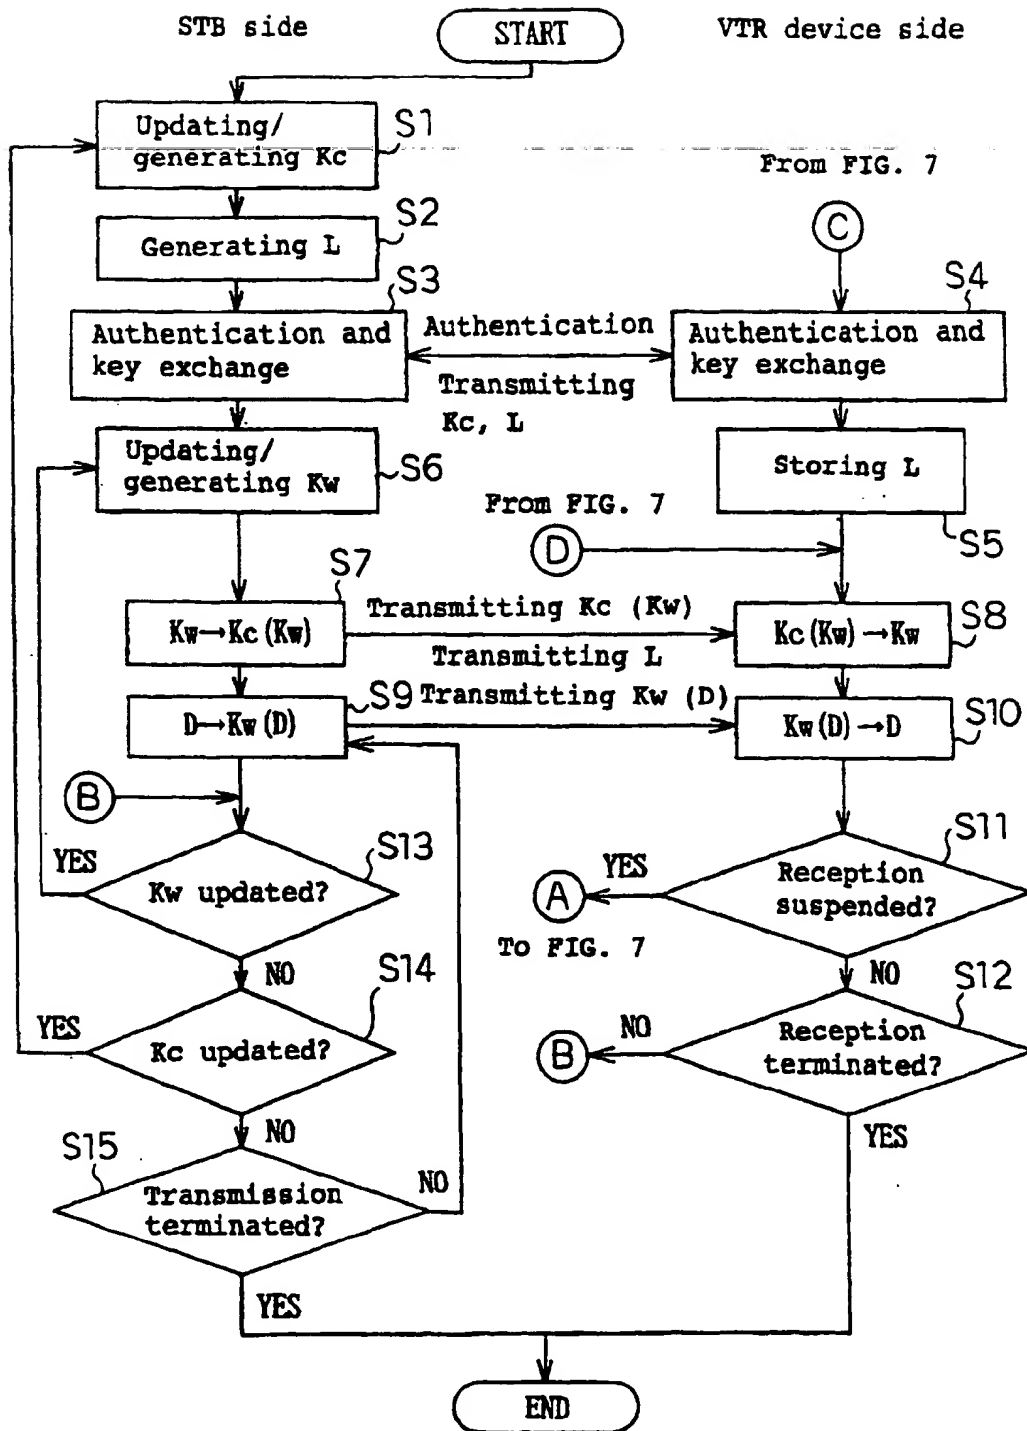 STB side
START
VTR device side
Updating/
generating Kc
S1
From FIG. 7
Generating L
S2
C
S3
S4
Authentication and
key exchange
Authentication
Transmitting
Kc, L
Authentication and
key exchange
Updating/
generating Kw
S6
Storing L
S5
From FIG. 7
D
S7
Kw→Kc(Kw)
Transmitting Kc (Kw)
Transmitting L
Kc(Kw)→Kw
S8
S9
D→Kw(D)
Transmitting Kw (D)
Kw(D)→D
S10
B
YES
S13
Kw updated?
NO
S11
YES
Reception
suspended?
A
To FIG. 7
NO
S14
YES
Kc updated?
NO
S12
NO
Reception
terminated?
B
YES
S15
Transmission
terminated?
NO
YES
END